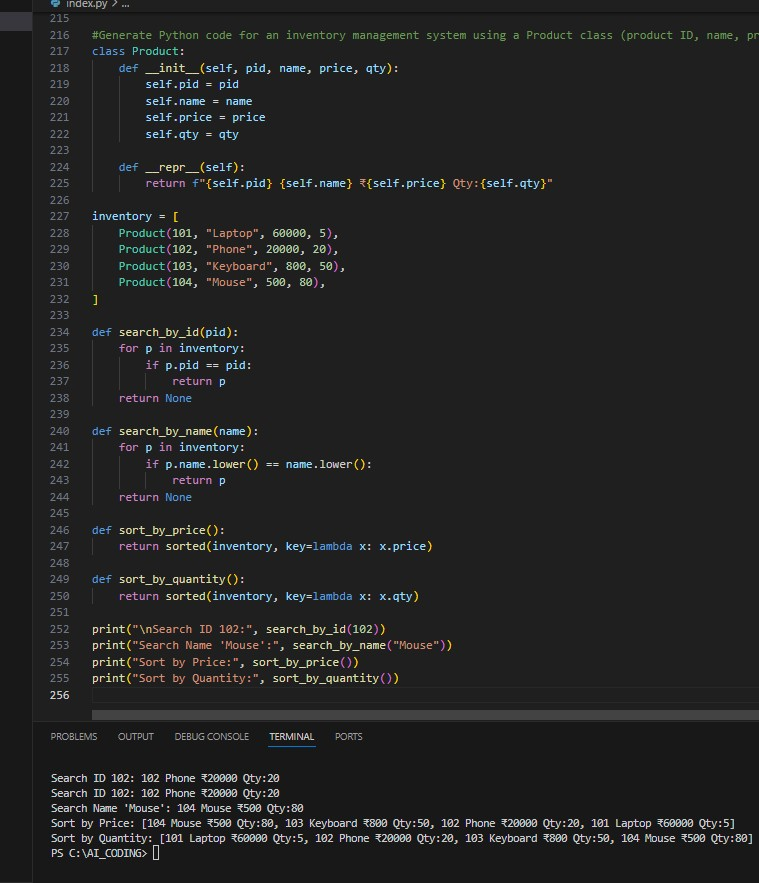 index.py > ...
215
216 #Generate Python code for an inventory management system using a Product class (product ID, name, pr
217 class Product:
218     def __init__(self, pid, name, price, qty):
219         self.pid = pid
220         self.name = name
221         self.price = price
222         self.qty = qty
223
224     def __repr__(self):
225         return f"{self.pid} {self.name} ₹{self.price} Qty:{self.qty}"
226
227 inventory = [
228     Product(101, "Laptop", 60000, 5),
229     Product(102, "Phone", 20000, 20),
230     Product(103, "Keyboard", 800, 50),
231     Product(104, "Mouse", 500, 80),
232 ]
233
234 def search_by_id(pid):
235     for p in inventory:
236         if p.pid == pid:
237             return p
238     return None
239
240 def search_by_name(name):
241     for p in inventory:
242         if p.name.lower() == name.lower():
243             return p
244     return None
245
246 def sort_by_price():
247     return sorted(inventory, key=lambda x: x.price)
248
249 def sort_by_quantity():
250     return sorted(inventory, key=lambda x: x.qty)
251
252 print("\nSearch ID 102:", search_by_id(102))
253 print("Search Name 'Mouse':", search_by_name("Mouse"))
254 print("Sort by Price:", sort_by_price())
255 print("Sort by Quantity:", sort_by_quantity())
256
PROBLEMS OUTPUT DEBUG CONSOLE TERMINAL PORTS
Search ID 102: 102 Phone ₹20000 Qty:20
Search ID 102: 102 Phone ₹20000 Qty:20
Search Name 'Mouse': 104 Mouse ₹500 Qty:80
Sort by Price: [104 Mouse ₹500 Qty:80, 103 Keyboard ₹800 Qty:50, 102 Phone ₹20000 Qty:20, 101 Laptop ₹60000 Qty:5]
Sort by Quantity: [101 Laptop ₹60000 Qty:5, 102 Phone ₹20000 Qty:20, 103 Keyboard ₹800 Qty:50, 104 Mouse ₹500 Qty:80]
PS C:\AI_CODING>